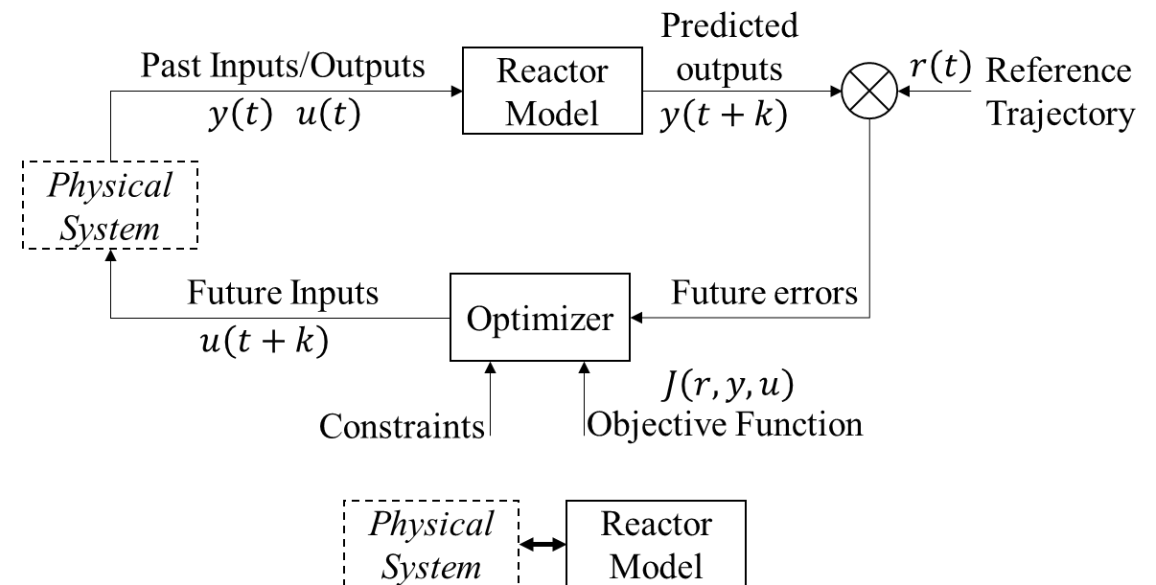 Past Inputs/Outputs
y(t) u(t)
Reactor
Model
Predicted
outputs
y(t + k)
r(t)
Reference
Trajectory
Physical
System
Future Inputs
u(t + k)
Optimizer
Future errors
Constraints
J(r, y, u)
Objective Function
Physical
System
Reactor
Model